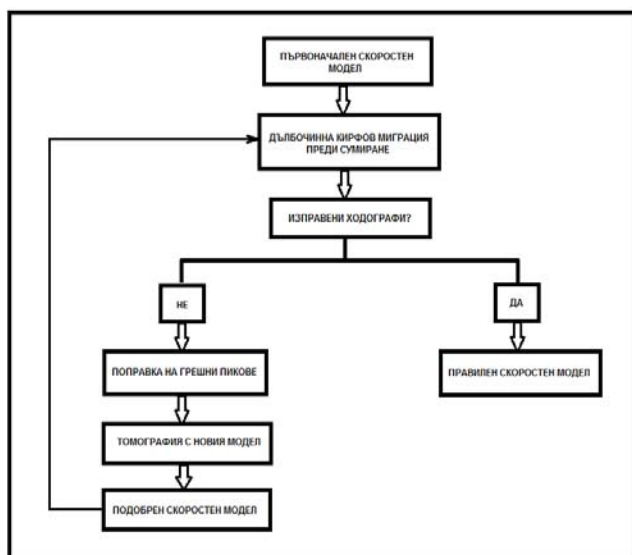 ПЪРВОНАЧАЛЕН СКОРОСТЕН
МОДЕЛ
ДЪЛБОЧИННА КИРФОВ МИГРАЦИЯ
ПРЕДИ СУМИРАНЕ
ИЗПРАВЕНИ ХОДОГРАФИ?
НЕ
ДА
ПОПРАВКА НА ГРЕШНИ ПИКОВЕ
ПРАВИЛЕН СКОРОСТЕН МОДЕЛ
ТОМОГРАФИЯ С НОВИЯ МОДЕЛ
ПОДОБРЕН СКОРОСТЕН МОДЕЛ